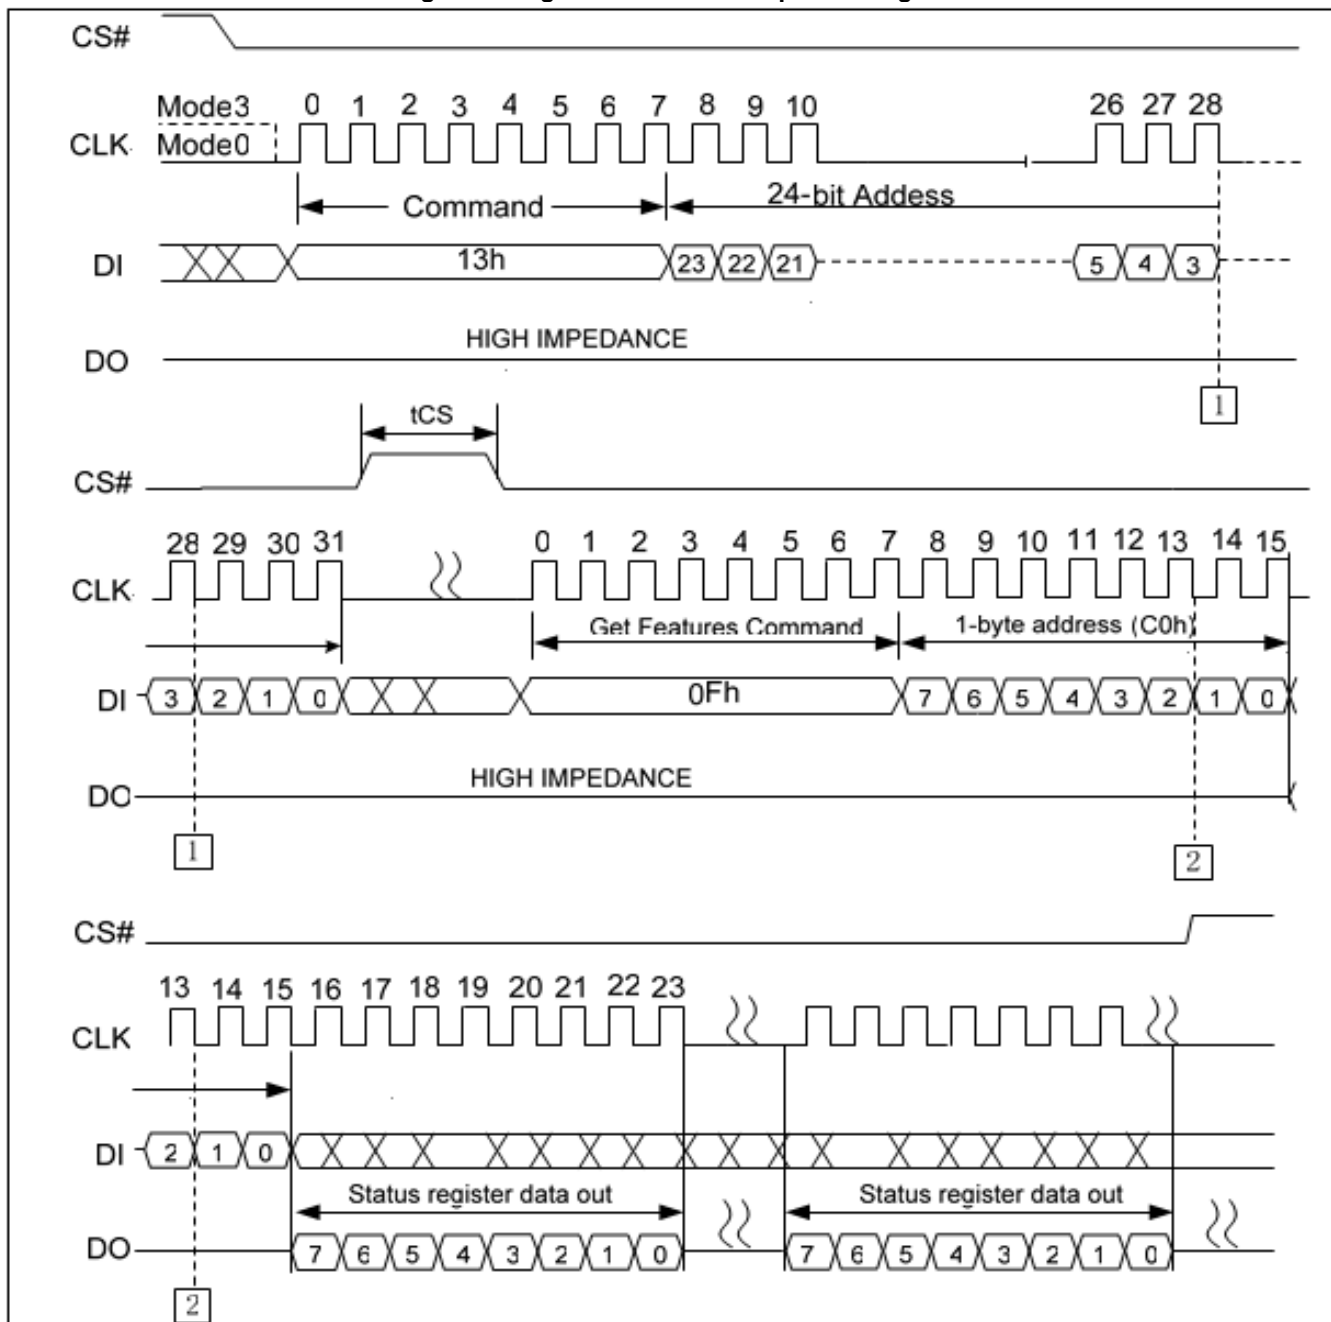 CS#
Mode3 0 1 2 3 4 5 6 7 8 9 10 26 27 28
CLK Mode0
Command 24-bit Addess
DI 13h 23 22 21 5 4 3
HIGH IMPEDANCE
DO
1
tCS
CS#
28 29 30 31 0 1 2 3 4 5 6 7 8 9 10 11 12 13 14 15
CLK
Get Features Command 1-byte address (C0h)
DI 3 2 1 0 0Fh 7 6 5 4 3 2 1 0
HIGH IMPEDANCE
DO
1 2
CS#
13 14 15 16 17 18 19 20 21 22 23
CLK
DI 2 1 0
Status register data out Status register data out
DO 7 6 5 4 3 2 1 0 7 6 5 4 3 2 1 0
2